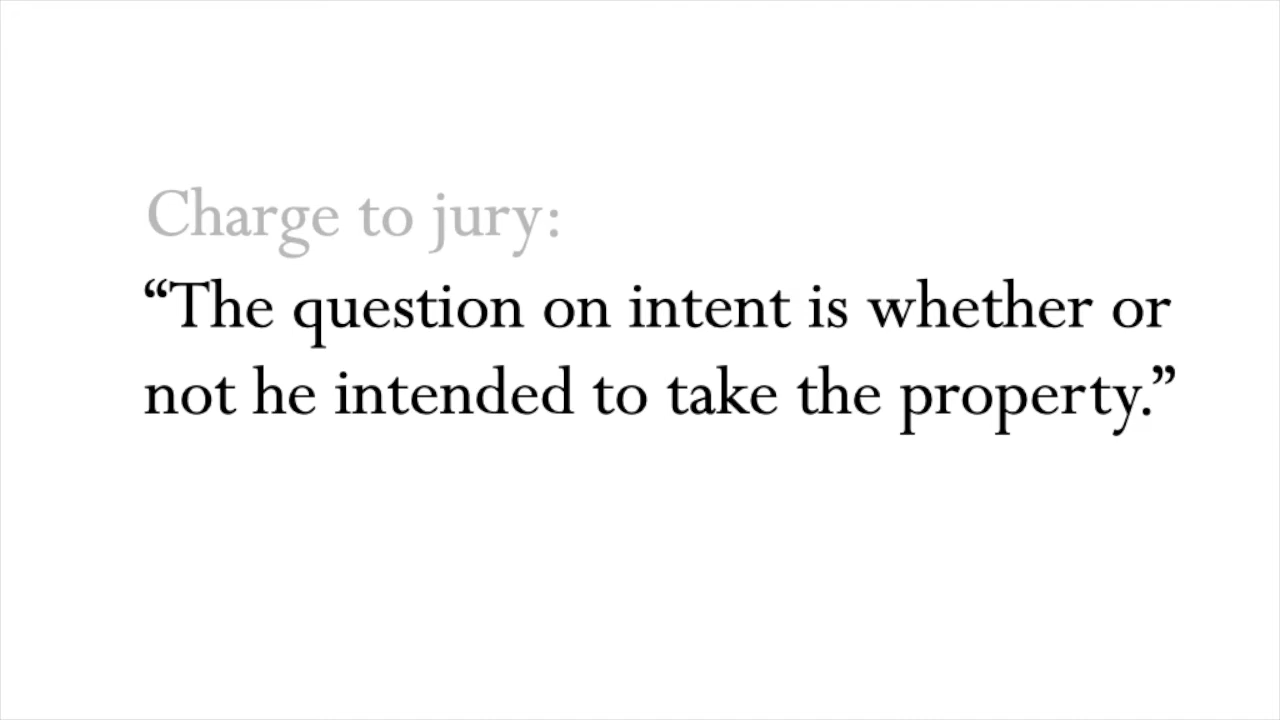 Charge to jury:
“The question on intent is whether or
not he intended to take the property.”